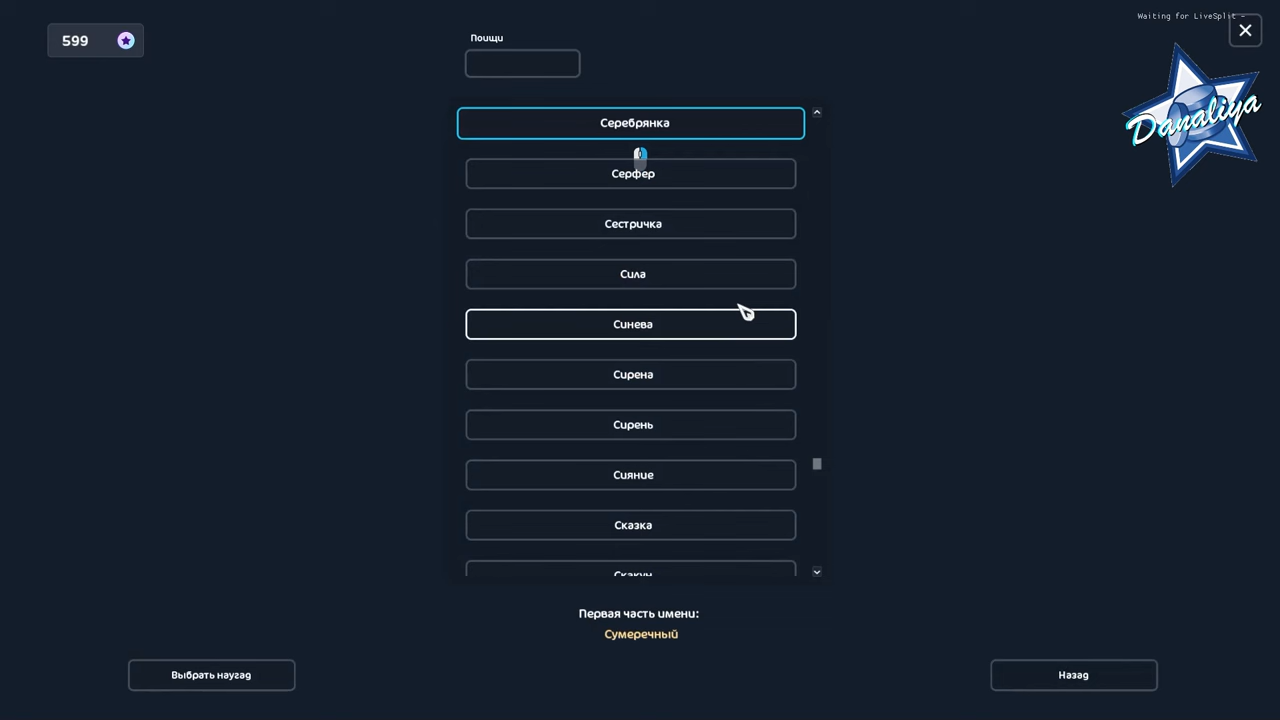 Waiting for LiveSplit -
599
Поищи
Danaliya
Серебрянка
Серфер
Сестричка
Сила
Синева
Сирена
Сирень
Сияние
Сказка
Скакун
Первая часть имени:
Сумеречный
Выбрать наугад
Назад